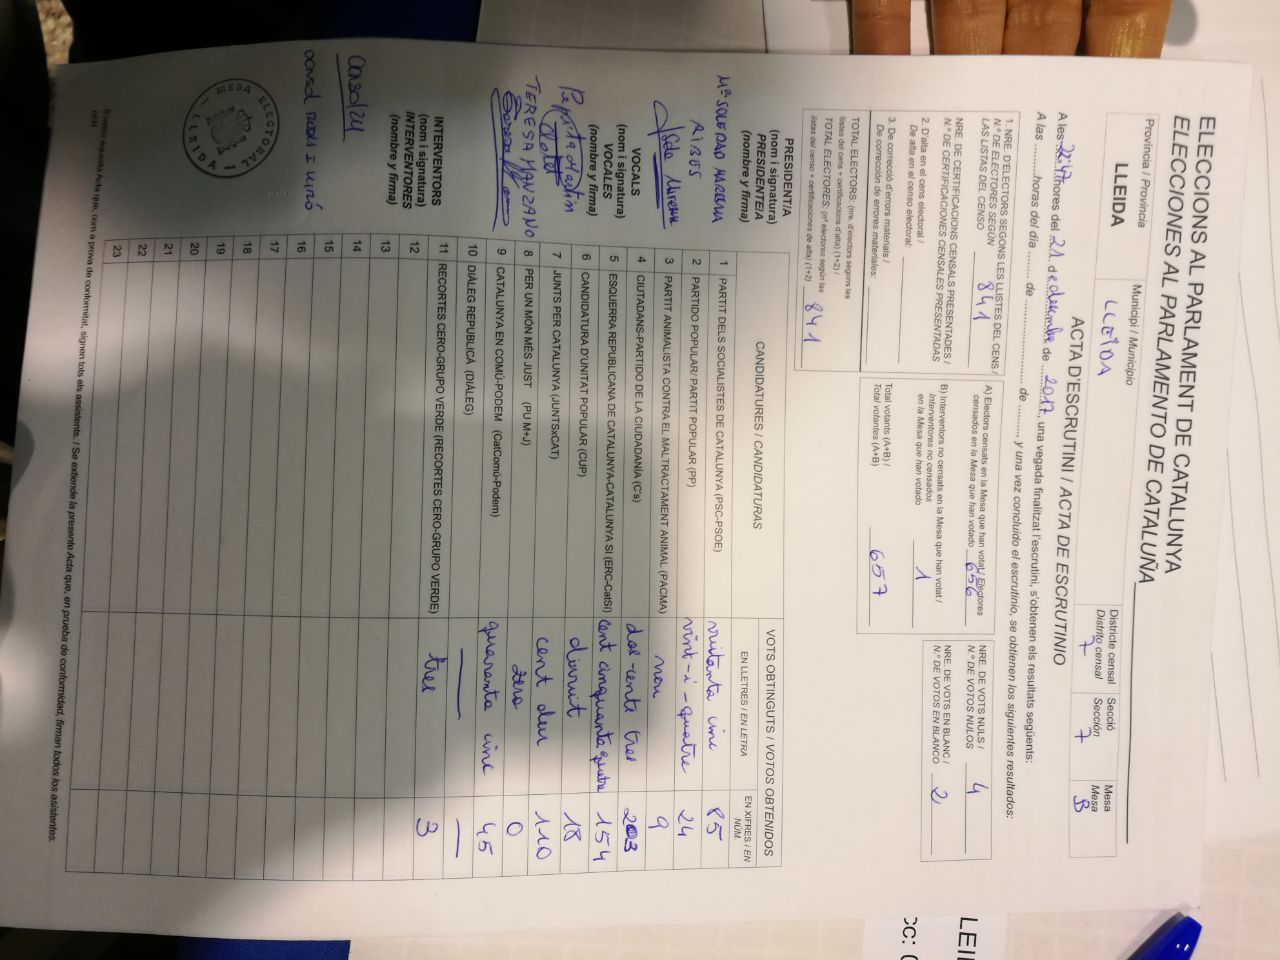 ELECCIONS AL PARLAMENT DE CATALUNYA
ELECCIONES AL PARLAMENTO DE CATALUÑA
Província / Provincia
LLEIDA
Municipi / Municipio
LLEIDA
Districte censal
Distrito censal
7
Secció
Sección
7
Mesa
Mesa
B
ACTA D'ESCRUTINI / ACTA DE ESCRUTINIO
A les 22:47 hores del 21 de desembre de 2017, una vegada finalitzat l'escrutini, s'obtenen els resultats següents:
A las ........horas del día ........ de .................... de ........, y una vez concluido el escrutinio, se obtienen los siguientes resultados:
1. NRE. D'ELECTORS SEGONS LES LLISTES DEL CENS /
N.º DE ELECTORES SEGÚN
LAS LISTAS DEL CENSO
841
NRE. DE CERTIFICACIONS CENSALS PRESENTADES /
N.º DE CERTIFICACIONES CENSALES PRESENTADAS
2. D'alta en el cens electoral /
De alta en el censo electoral:
3. De correcció d'errors materials /
De corrección de errores materiales:
TOTAL ELECTORS: (nre. d'electors segons les
llistes del cens + certificacions d'alta) (1+2) /
TOTAL ELECTORES: (nº electores según las
listas del censo + certificaciones de alta) (1+2)
841
A) Electors censats en la Mesa que han votat / Electores
censados en la Mesa que han votado
656
B) Interventors no censats en la Mesa que han votat /
Interventores no censados
en la Mesa que han votado
1
Total votants (A+B) /
Total votantes (A+B)
657
NRE. DE VOTS NULS /
N.º DE VOTOS NULOS
4
NRE. DE VOTS EN BLANC /
N.º DE VOTOS EN BLANCO
2
CANDIDATURES / CANDIDATURAS
VOTS OBTINGUTS / VOTOS OBTENIDOS
EN LLETRES / EN LETRA
EN XIFRES / EN NÚM.
1 PARTIT DELS SOCIALISTES DE CATALUNYA (PSC-PSOE) vuitanta cinc 85
2 PARTIDO POPULAR/ PARTIT POPULAR (PP) vint-i-quatre 24
3 PARTIT ANIMALISTA CONTRA EL MALTRACTAMENT ANIMAL (PACMA) nou 9
4 CIUTADANS-PARTIDO DE LA CIUDADANÍA (C's) dos-cents tres 203
5 ESQUERRA REPUBLICANA DE CATALUNYA-CATALUNYA SÍ (ERC-CatSí) cent cinquanta quatre 154
6 CANDIDATURA D'UNITAT POPULAR (CUP) divuit 18
7 JUNTS PER CATALUNYA (JUNTSxCAT) cent deu 110
8 PER UN MÓN MÉS JUST (PU M+J) zero 0
9 CATALUNYA EN COMÚ-PODEM (CatComú-Podem) quaranta cinc 45
10 DIÀLEG REPUBLICÀ (DIÀLEG) — —
11 RECORTES CERO-GRUPO VERDE (RECORTES CERO-GRUPO VERDE) tres 3
12
13
14
15
16
17
18
19
20
21
22
23
PRESIDENT/A
(nom i signatura)
PRESIDENTE/A
(nombre y firma)
Mª SOLEDAD
RIBES
VOCALS
(nom i signatura)
VOCALES
(nombre y firma)
TERESA MANZANO
INTERVENTORS
(nom i signatura)
INTERVENTORES
(nombre y firma)
MESA ELECTORAL
LLEIDA
S'estén aquesta Acta que, com a prova de conformitat, signen tots els assistents. / Se extiende la presente Acta que, en prueba de conformidad, firman todos los asistentes.
LEI